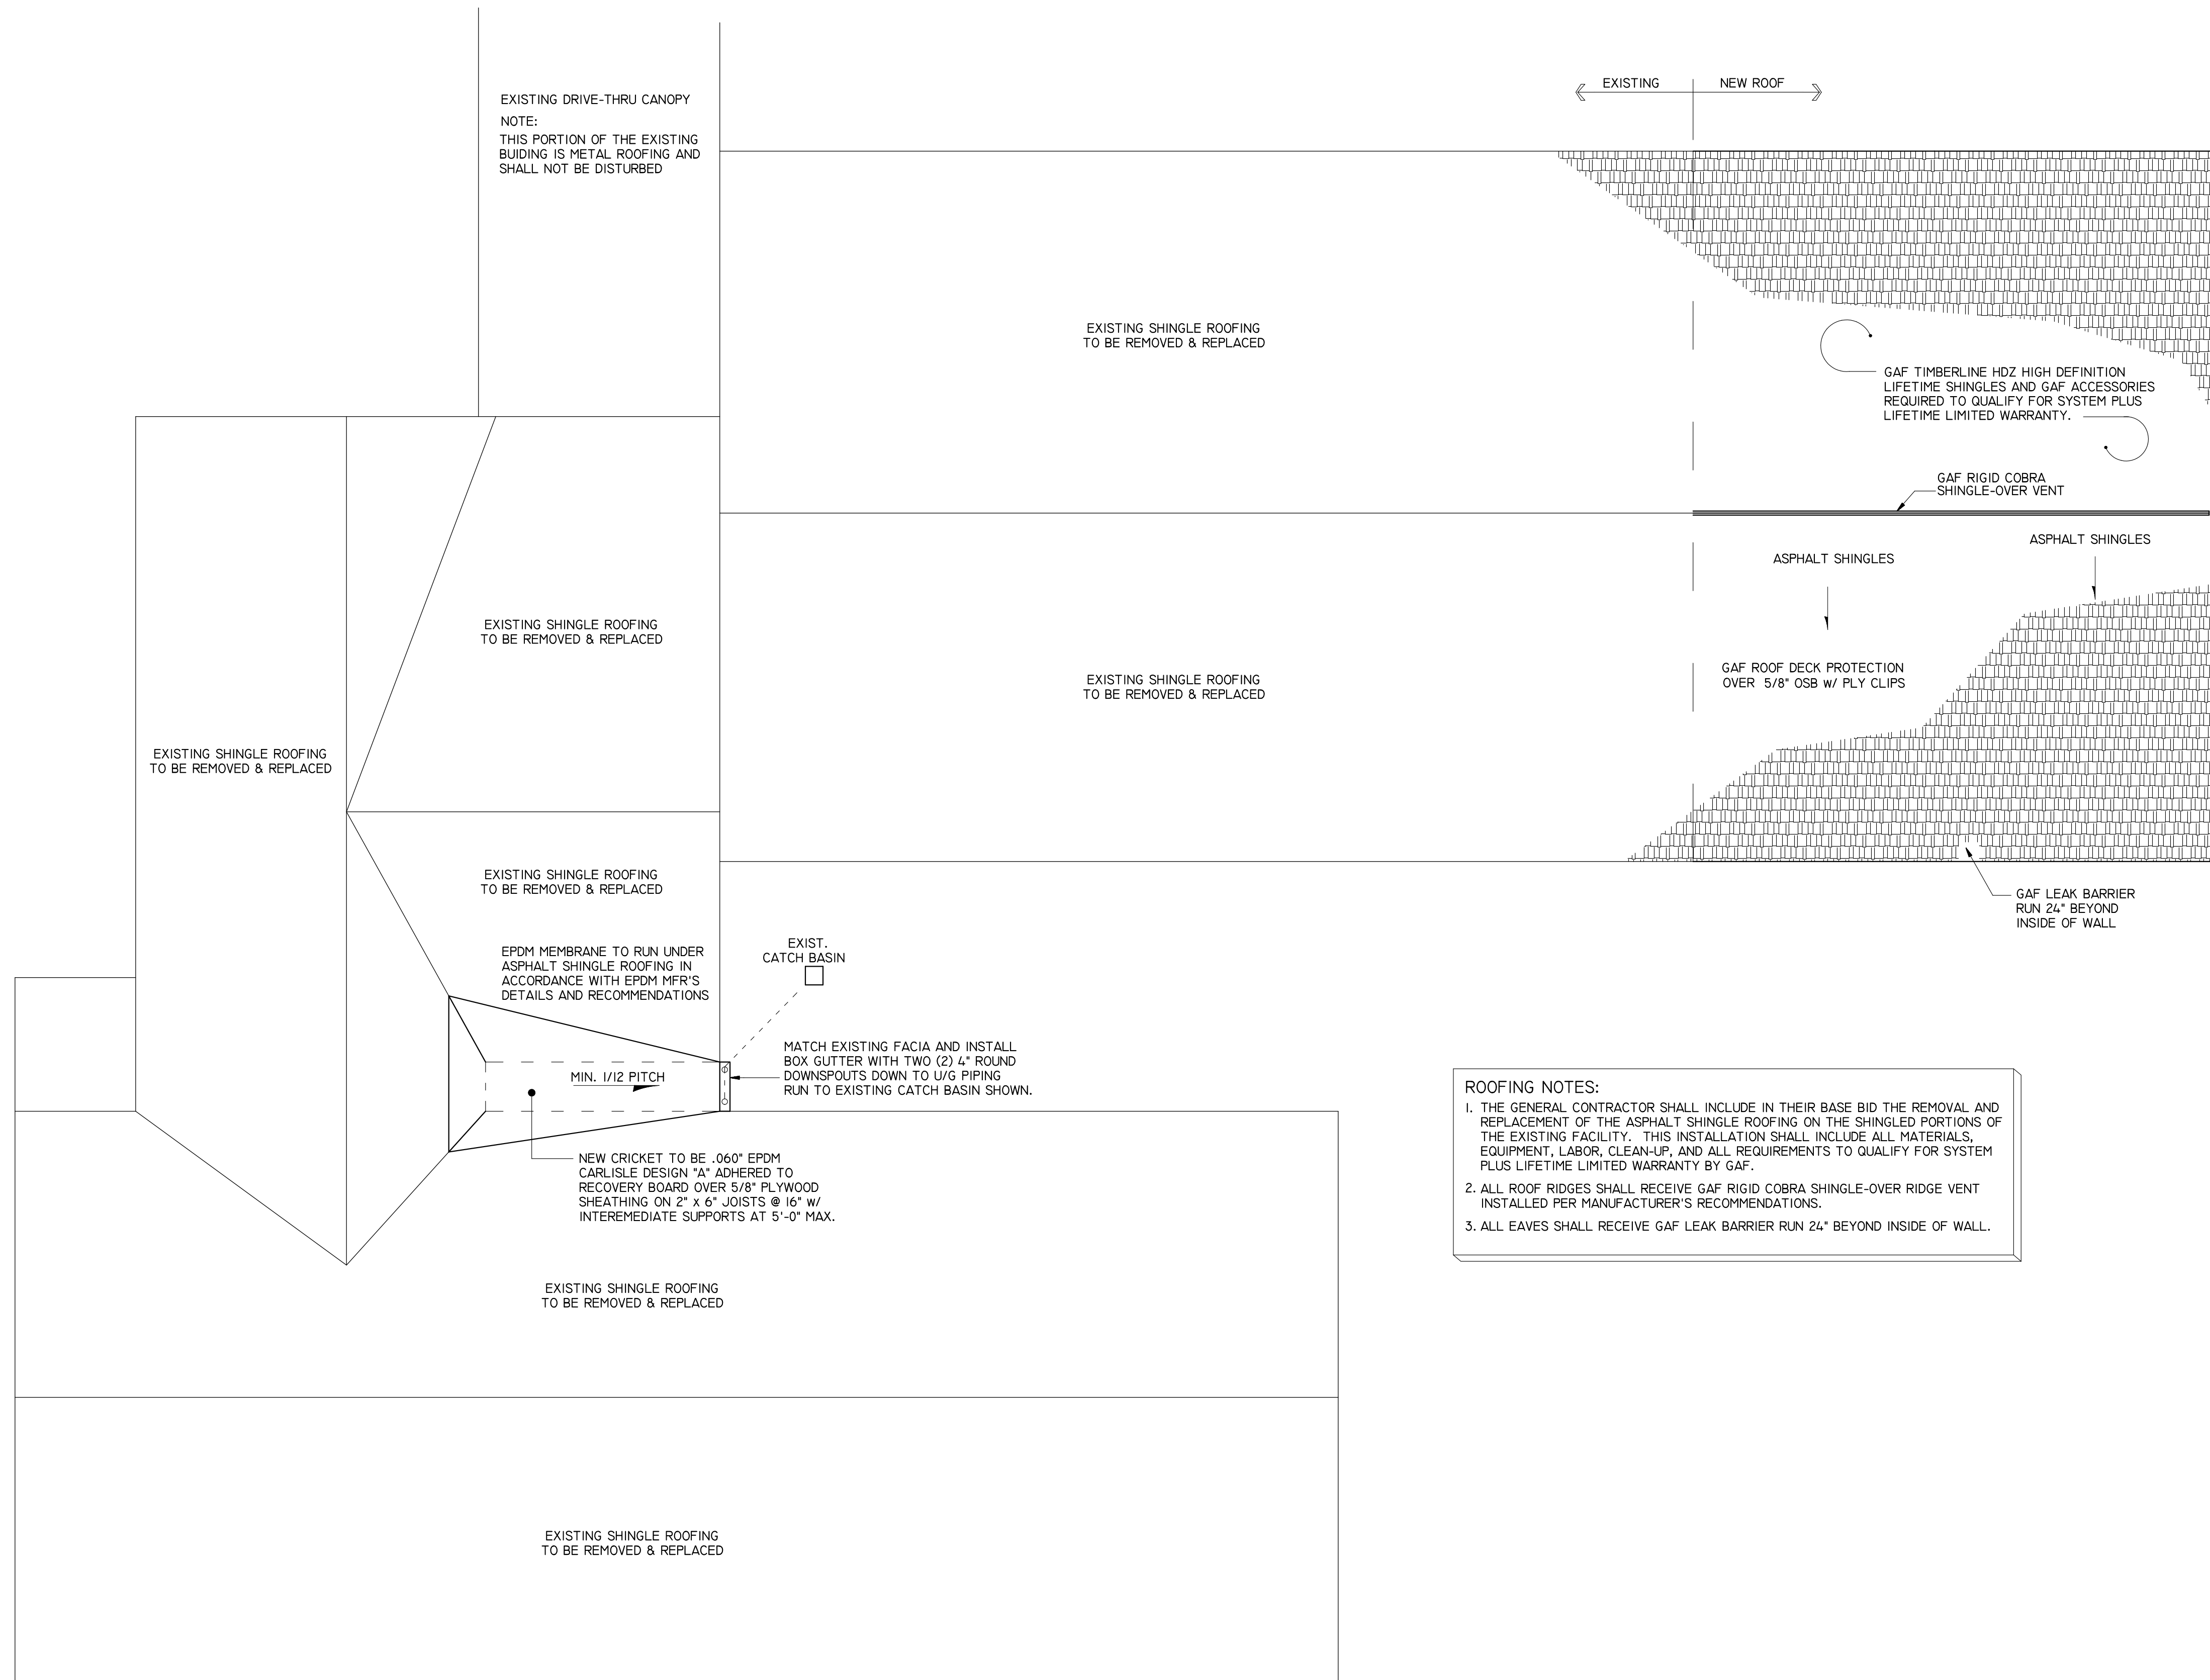 EXISTING DRIVE-THRU CANOPY
NOTE:
THIS PORTION OF THE EXISTING
BUIDING IS METAL ROOFING AND
SHALL NOT BE DISTURBED
EXISTING
NEW ROOF
EXISTING SHINGLE ROOFING
TO BE REMOVED & REPLACED
GAF TIMBERLINE HDZ HIGH DEFINITION
LIFETIME SHINGLES AND GAF ACCESSORIES
REQUIRED TO QUALIFY FOR SYSTEM PLUS
LIFETIME LIMITED WARRANTY.
GAF RIGID COBRA
SHINGLE-OVER VENT
ASPHALT SHINGLES
ASPHALT SHINGLES
EXISTING SHINGLE ROOFING
TO BE REMOVED & REPLACED
EXISTING SHINGLE ROOFING
TO BE REMOVED & REPLACED
GAF ROOF DECK PROTECTION
OVER 5/8" OSB W/ PLY CLIPS
EXISTING SHINGLE ROOFING
TO BE REMOVED & REPLACED
EXISTING SHINGLE ROOFING
TO BE REMOVED & REPLACED
GAF LEAK BARRIER
RUN 24" BEYOND
INSIDE OF WALL
EPDM MEMBRANE TO RUN UNDER
ASPHALT SHINGLE ROOFING IN
ACCORDANCE WITH EPDM MFR'S
DETAILS AND RECOMMENDATIONS
EXIST.
CATCH BASIN
MATCH EXISTING FACIA AND INSTALL
BOX GUTTER WITH TWO (2) 4" ROUND
DOWNSPOUTS DOWN TO U/G PIPING
RUN TO EXISTING CATCH BASIN SHOWN.
MIN. 1/12 PITCH
NEW CRICKET TO BE .060" EPDM
CARLISLE DESIGN "A" ADHERED TO
RECOVERY BOARD OVER 5/8" PLYWOOD
SHEATHING ON 2" X 6" JOISTS @ 16" W/
INTEREMEDIATE SUPPORTS AT 5'-0" MAX.
ROOFING NOTES:
1. THE GENERAL CONTRACTOR SHALL INCLUDE IN THEIR BASE BID THE REMOVAL AND
REPLACEMENT OF THE ASPHALT SHINGLE ROOFING ON THE SHINGLED PORTIONS OF
THE EXISTING FACILITY. THIS INSTALLATION SHALL INCLUDE ALL MATERIALS,
EQUIPMENT, LABOR, CLEAN-UP, AND ALL REQUIREMENTS TO QUALIFY FOR SYSTEM
PLUS LIFETIME LIMITED WARRANTY BY GAF.
2. ALL ROOF RIDGES SHALL RECEIVE GAF RIGID COBRA SHINGLE-OVER RIDGE VENT
INSTALLED PER MANUFACTURER'S RECOMMENDATIONS.
3. ALL EAVES SHALL RECEIVE GAF LEAK BARRIER RUN 24" BEYOND INSIDE OF WALL.
EXISTING SHINGLE ROOFING
TO BE REMOVED & REPLACED
EXISTING SHINGLE ROOFING
TO BE REMOVED & REPLACED